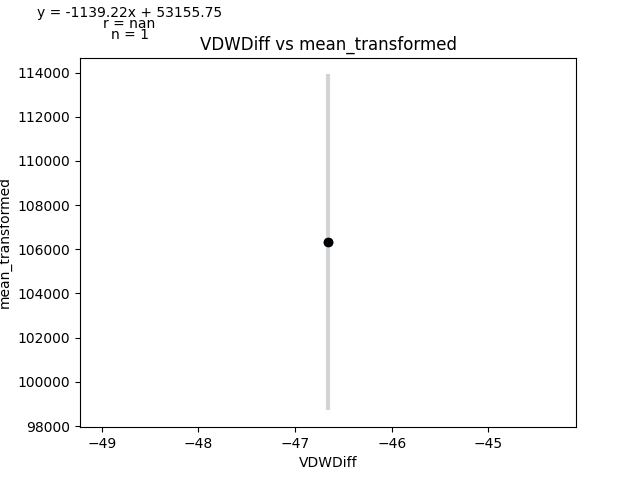 y = -1139.22x + 53155.75
r = nan
n = 1
VDWDiff vs mean_transformed
114000
112000
110000
108000
106000
104000
102000
100000
98000
mean_transformed
−49
−48
−47
−46
−45
VDWDiff